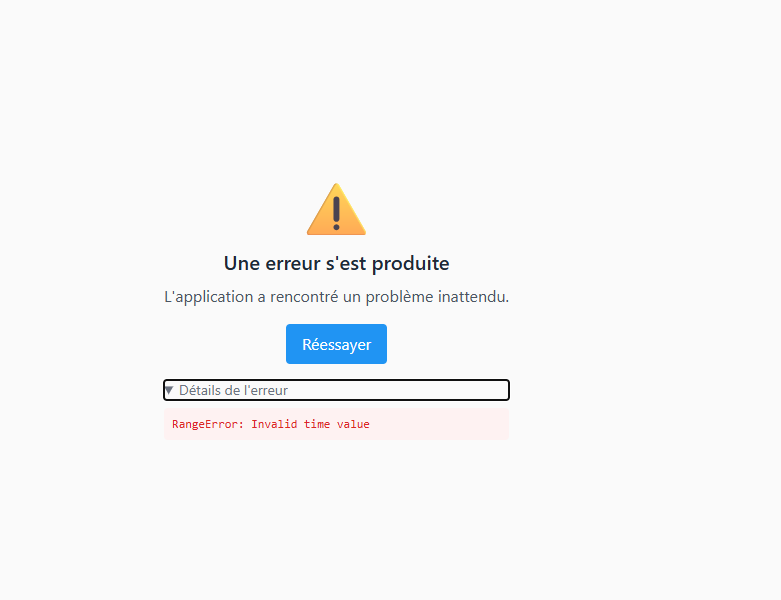 Une erreur s'est produite
L'application a rencontré un problème inattendu.
Réessayer
▼ Détails de l'erreur
RangeError: Invalid time value